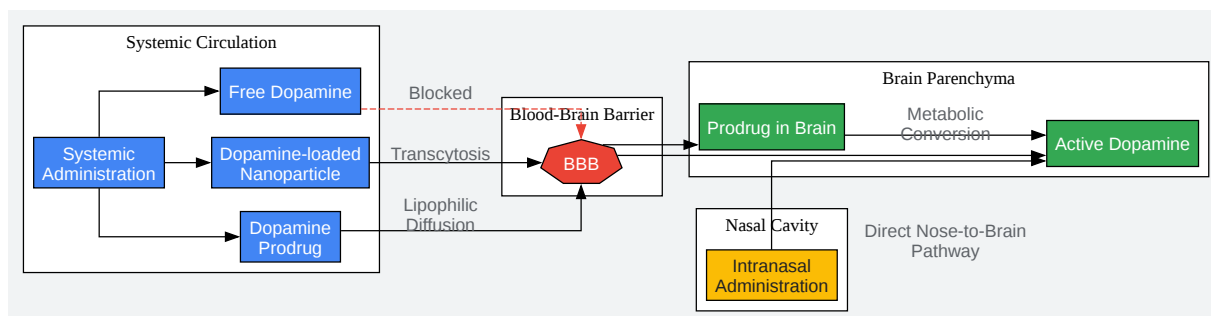 Systemic Circulation
Free Dopamine
Systemic
Administration
Dopamine-loaded
Nanoparticle
Dopamine
Prodrug
Blocked
Transcytosis
Lipophilic
Diffusion
Blood-Brain Barrier
BBB
Brain Parenchyma
Prodrug in Brain
Metabolic
Conversion
Active Dopamine
Nasal Cavity
Intranasal
Administration
Direct Nose-to-Brain
Pathway